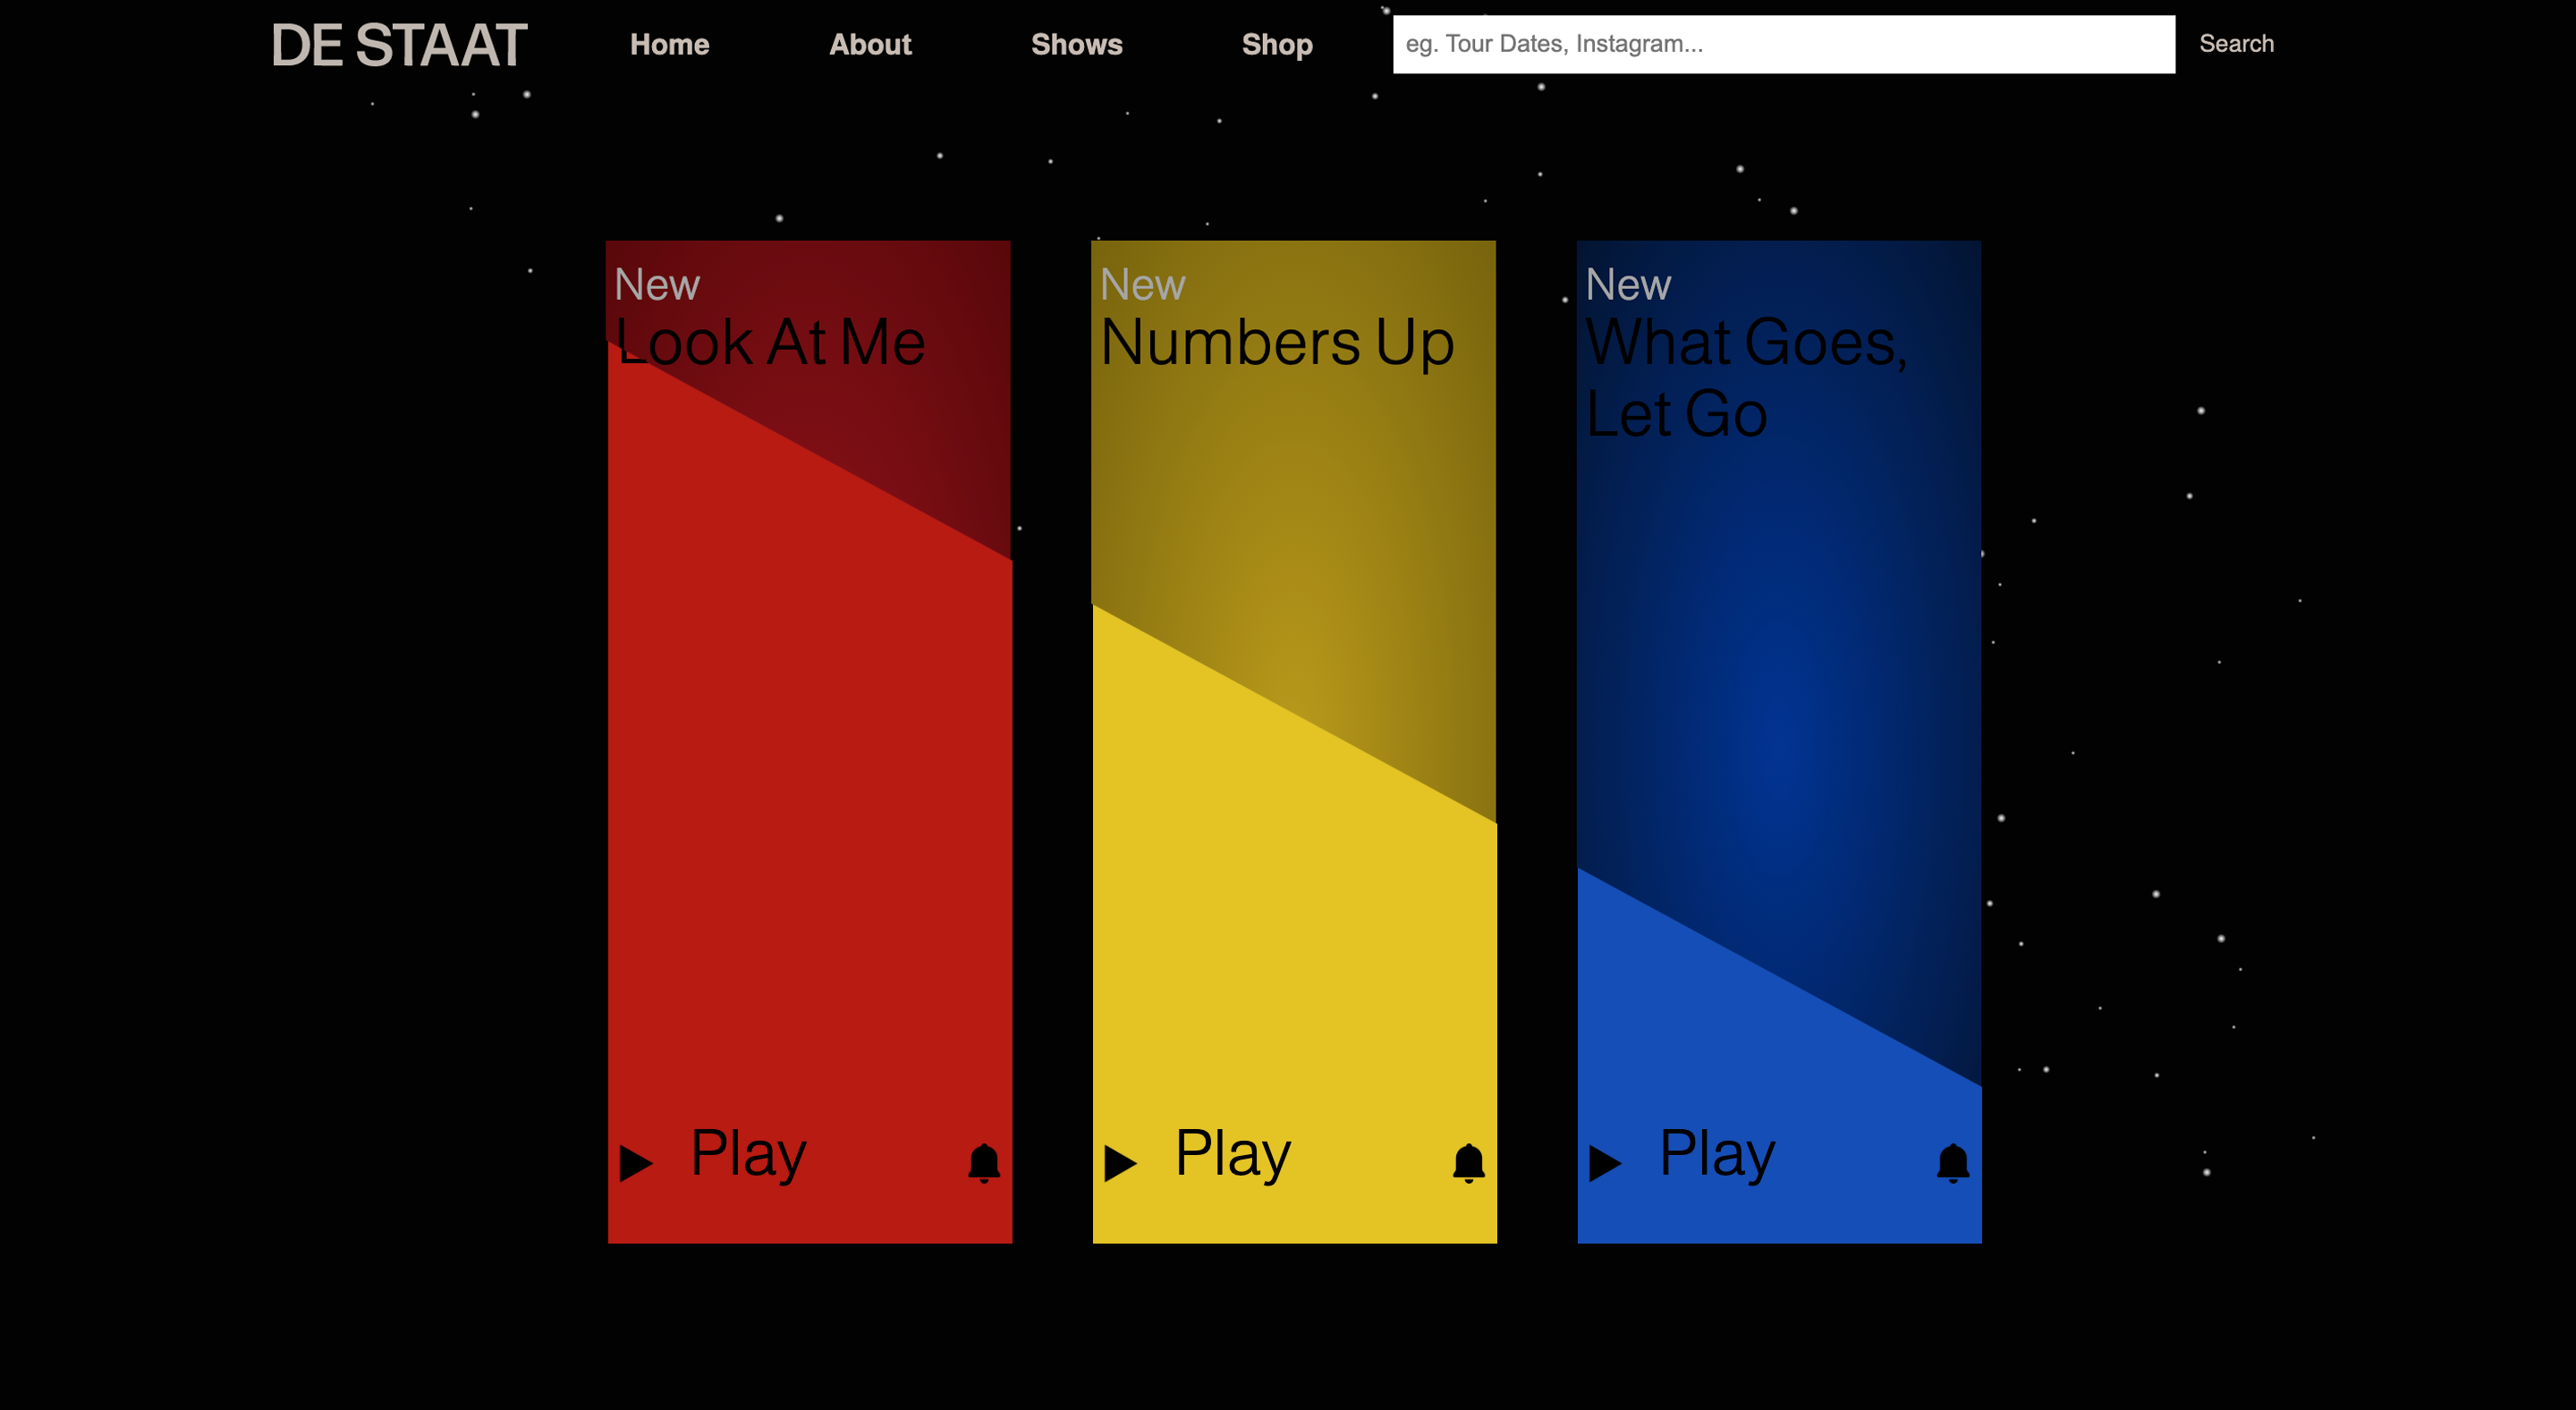 DE STAAT
Home
About
Shows
Shop
eg. Tour Dates, Instagram...
Search
New
Look At Me
Play
New
Numbers Up
Play
New
What Goes,
Let Go
Play